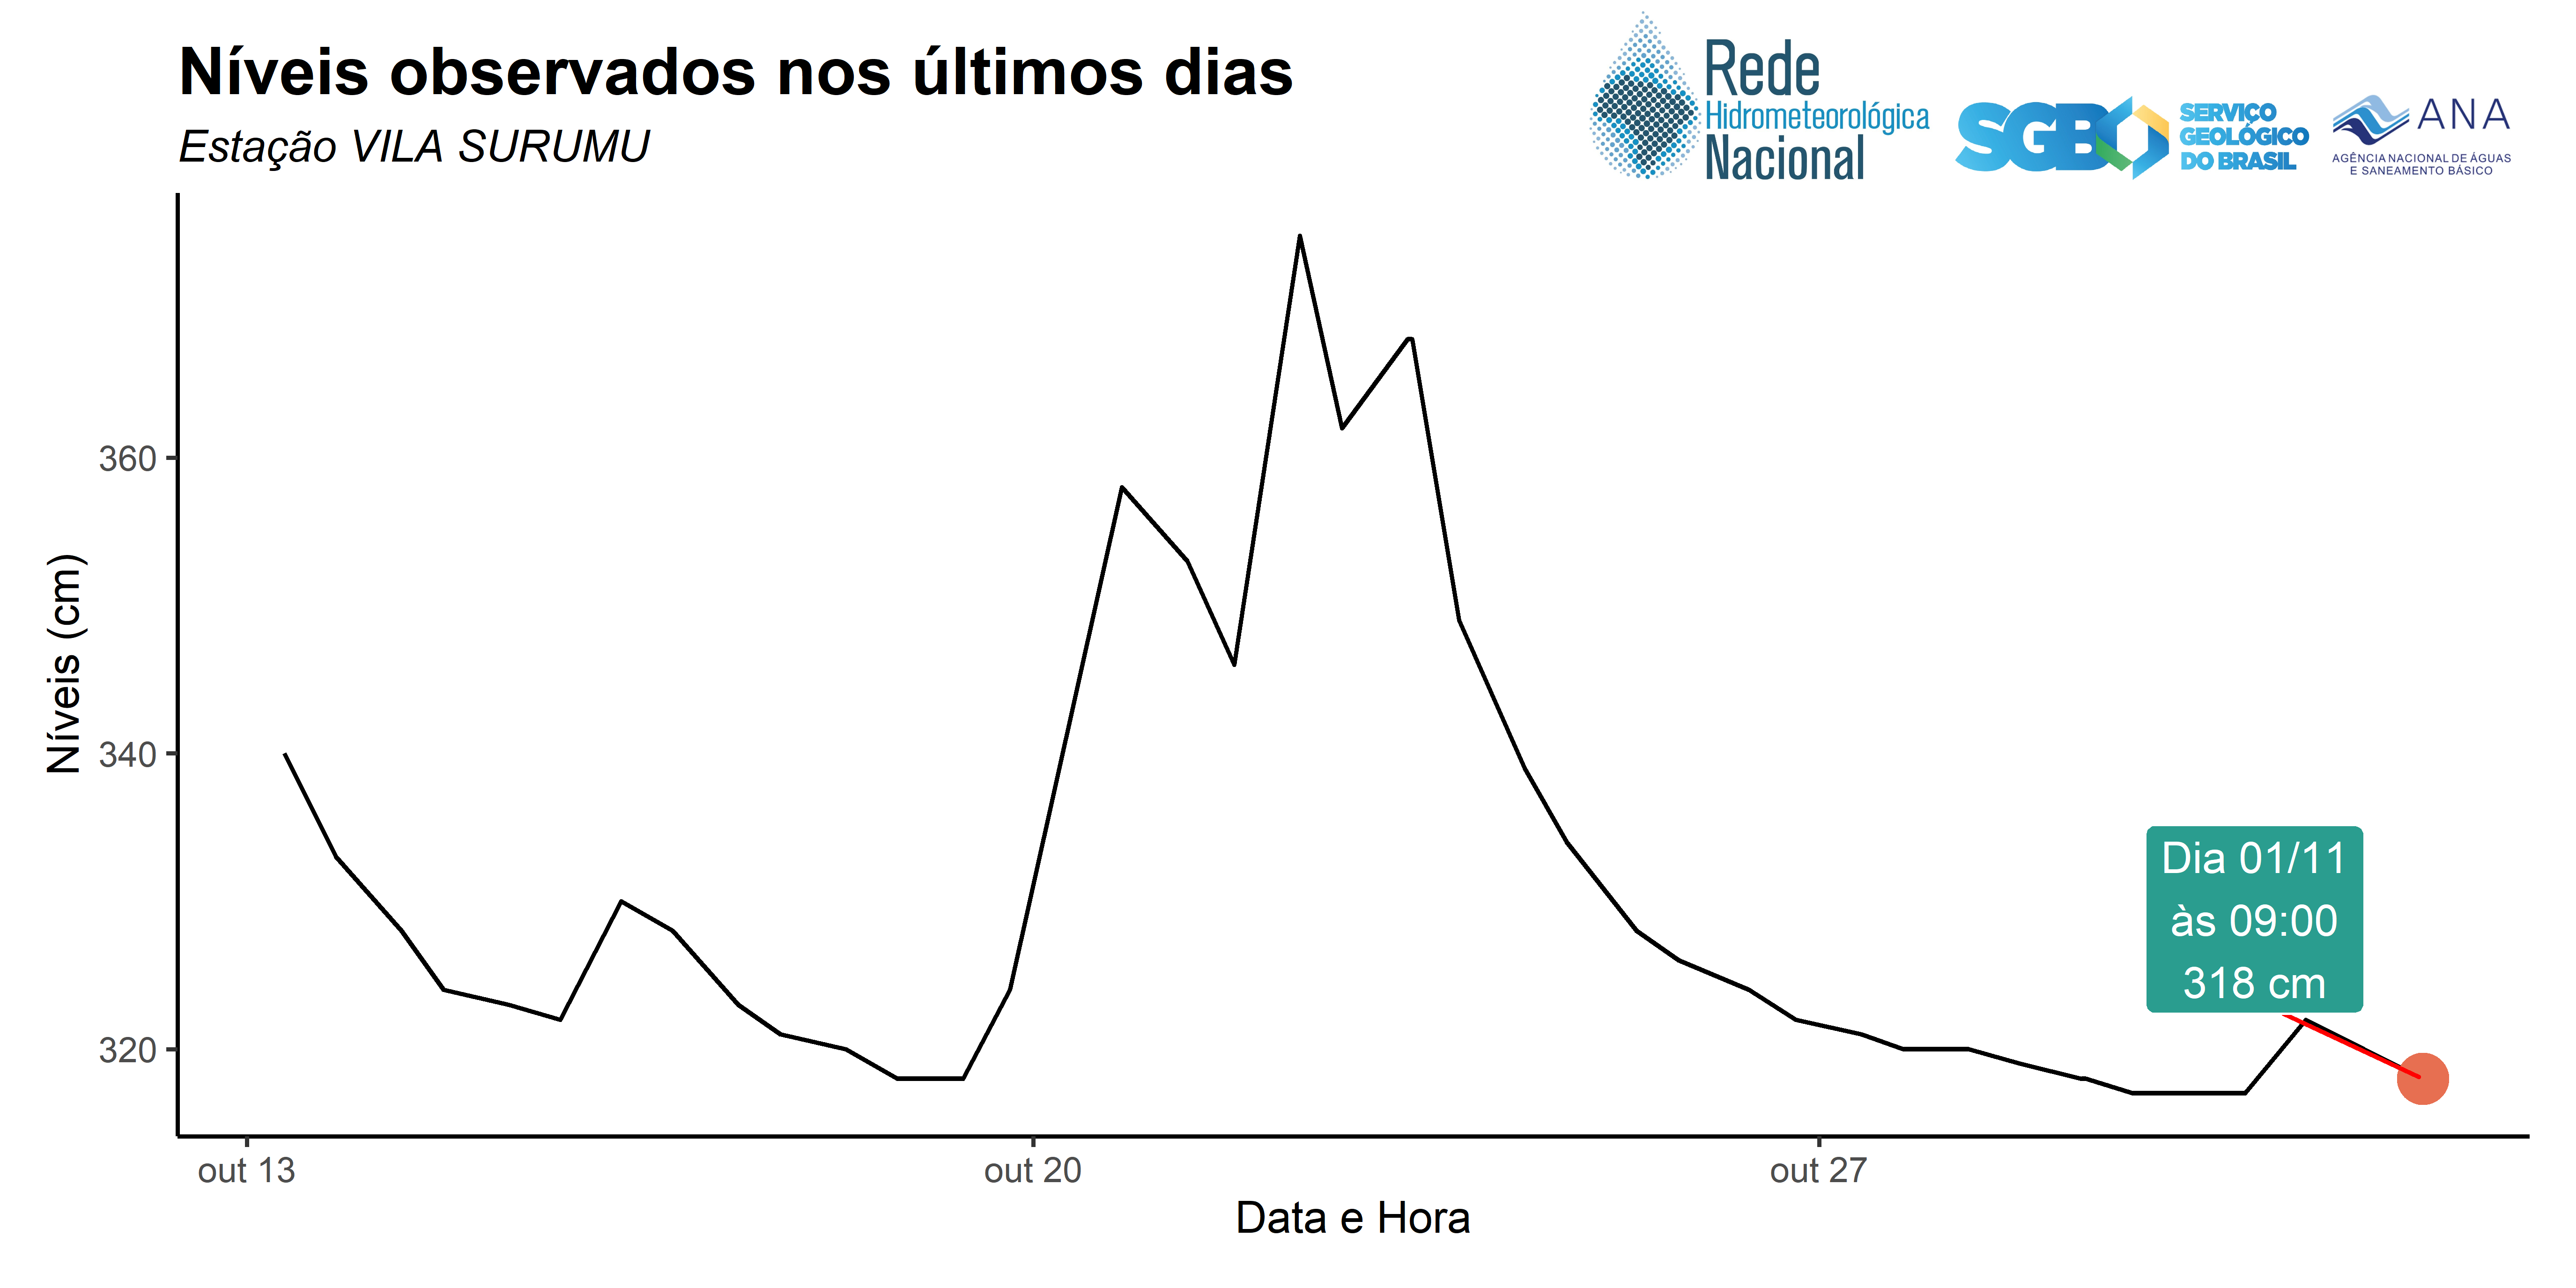 Níveis observados nos últimos dias
Estação VILA SURUMU
Rede
Hidrometeorológica
Nacional
SGB
SERVIÇO
GEOLÓGICO
DO BRASIL
ANA
AGÊNCIA NACIONAL DE ÁGUAS
E SANEAMENTO BÁSICO
Níveis (cm)
360
340
320
Dia 01/11
às 09:00
318 cm
out 13
out 20
out 27
Data e Hora